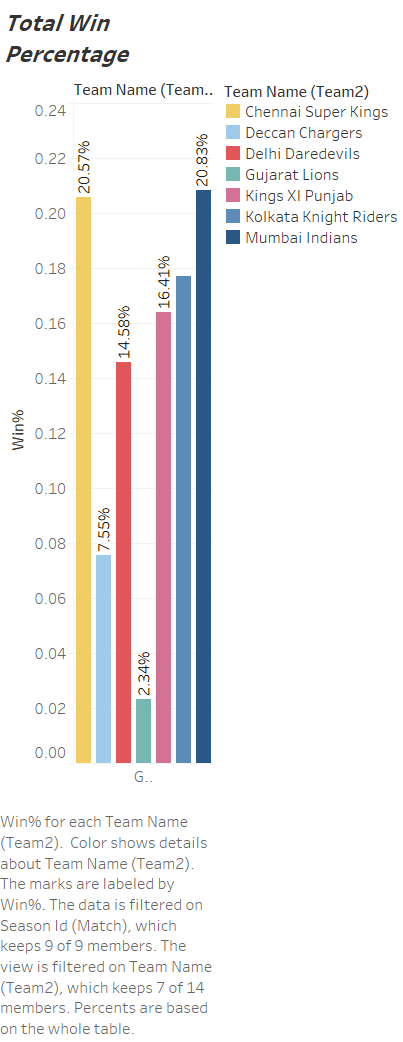 Total Win
Percentage
Team Name (Team..
Team Name (Team2)
Chennai Super Kings
Deccan Chargers
Delhi Daredevils
Gujarat Lions
Kings XI Punjab
Kolkata Knight Riders
Mumbai Indians
0.24
0.22
0.20
0.18
0.16
0.14
0.12
0.10
0.08
0.06
0.04
0.02
0.00
Win%
20.57%
7.55%
14.58%
2.34%
16.41%
20.83%
G..
Win% for each Team Name
(Team2).  Color shows details
about Team Name (Team2).
The marks are labeled by
Win%. The data is filtered on
Season Id (Match), which
keeps 9 of 9 members. The
view is filtered on Team Name
(Team2), which keeps 7 of 14
members. Percents are based
on the whole table.